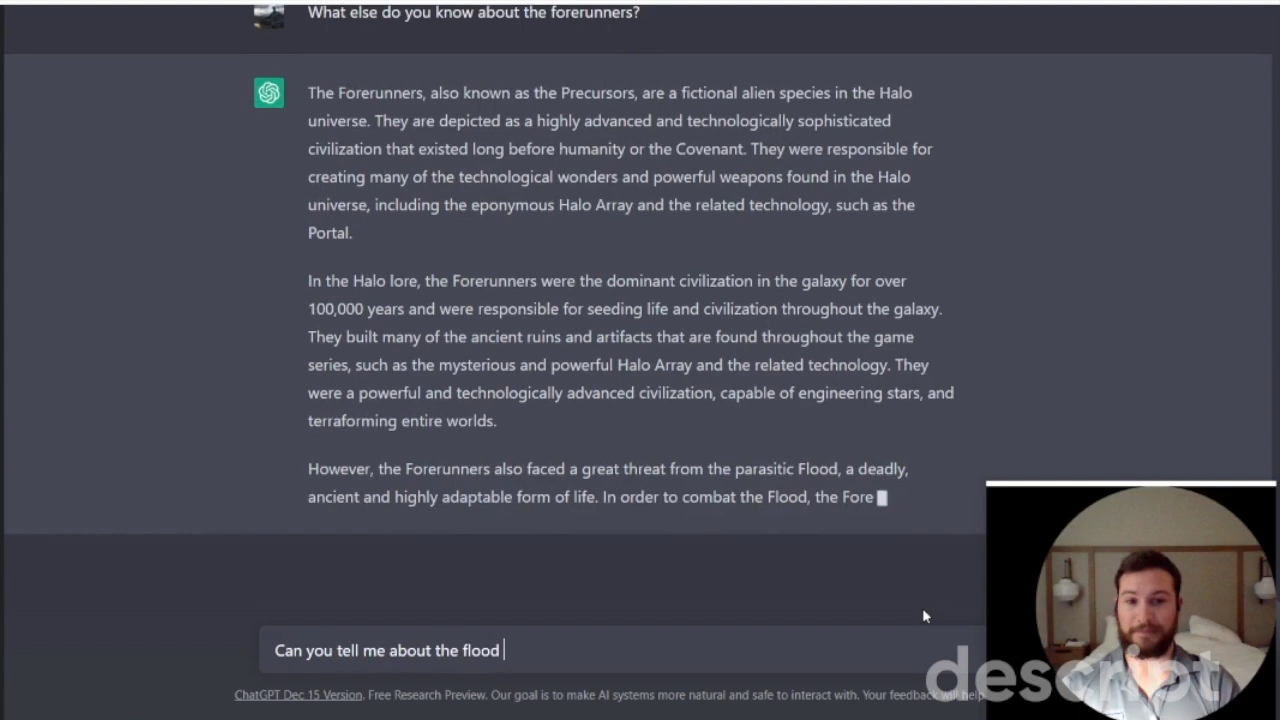 What else do you know about the forerunners?
The Forerunners, also known as the Precursors, are a fictional alien species in the Halo
universe. They are depicted as a highly advanced and technologically sophisticated
civilization that existed long before humanity or the Covenant. They were responsible for
creating many of the technological wonders and powerful weapons found in the Halo
universe, including the eponymous Halo Array and the related technology, such as the
Portal.
In the Halo lore, the Forerunners were the dominant civilization in the galaxy for over
100,000 years and were responsible for seeding life and civilization throughout the galaxy.
They built many of the ancient ruins and artifacts that are found throughout the game
series, such as the mysterious and powerful Halo Array and the related technology. They
were a powerful and technologically advanced civilization, capable of engineering stars, and
terraforming entire worlds.
However, the Forerunners also faced a great threat from the parasitic Flood, a deadly,
ancient and highly adaptable form of life. In order to combat the Flood, the Fore
Can you tell me about the flood
descript
ChatGPT Dec 15 Version. Free Research Preview. Our goal is to make AI systems more natural and safe to interact with. Your feedback will help